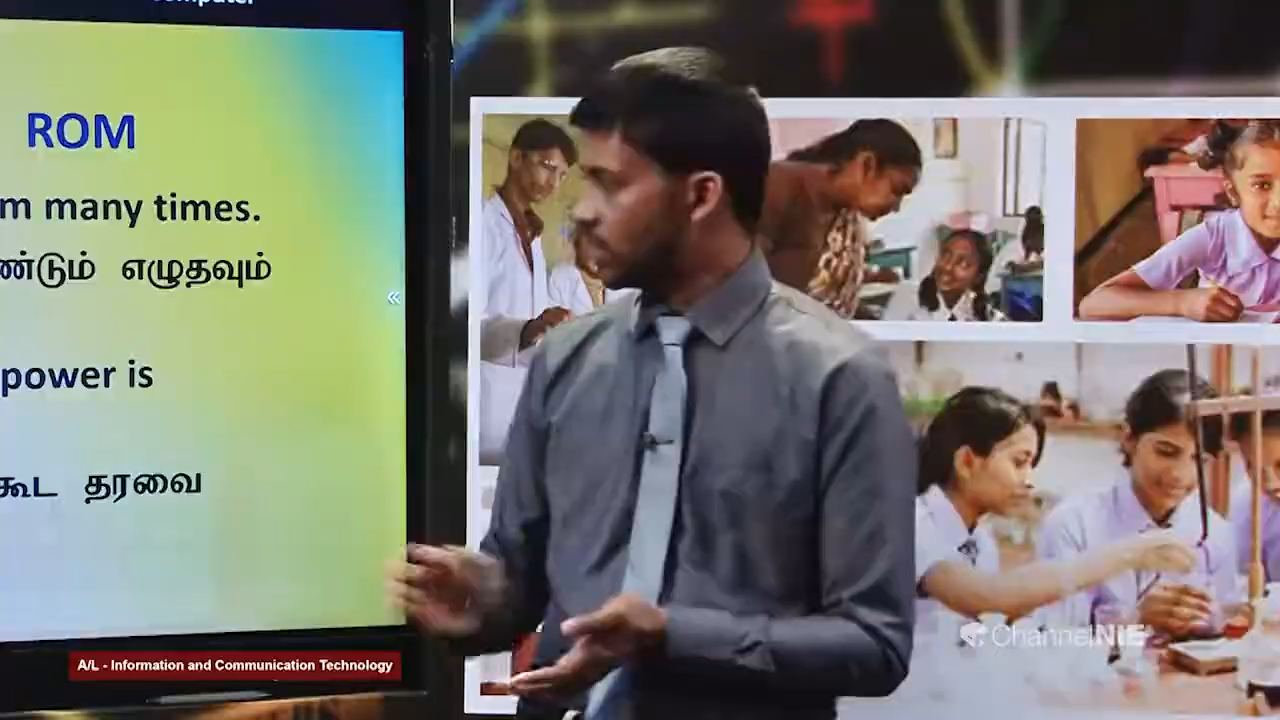 ROM
many times.
எழுதவும்
power is
கூட தரவை
A/L - Information and Communication Technology
ChannelNIE